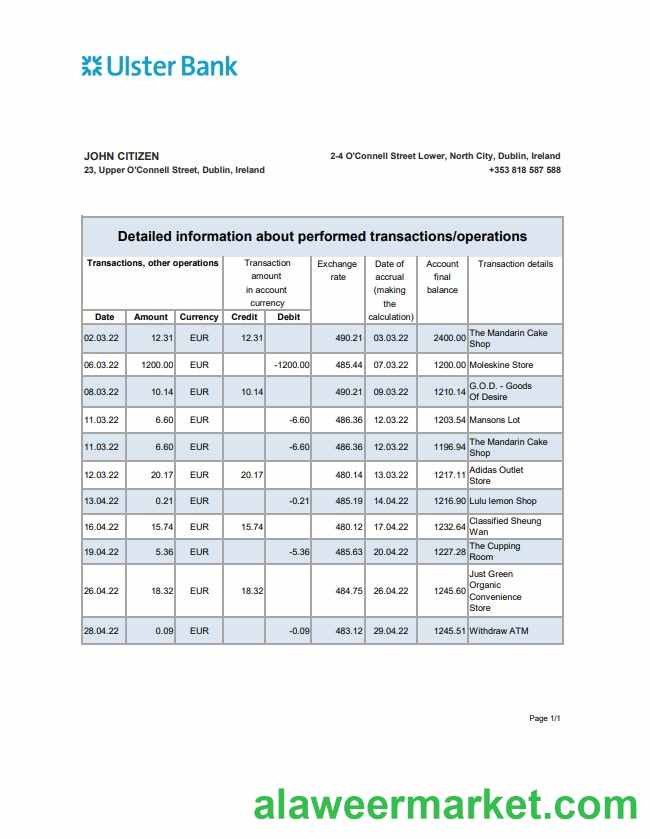 Ulster Bank
JOHN CITIZEN
23, Upper O'Connell Street, Dublin, Ireland
2-4 O'Connell Street Lower, North City, Dublin, Ireland
+353 818 587 588
Detailed information about performed transactions/operations
Transactions, other operations
Transaction
amount
in account
currency
Exchange
rate
Date of
accrual
(making
the
calculation)
Account
final
balance
Transaction details
Date Amount Currency Credit Debit
02.03.22 12.31 EUR 12.31 490.21 03.03.22 2400.00 The Mandarin Cake
Shop
06.03.22 1200.00 EUR -1200.00 485.44 07.03.22 1200.00 Moleskine Store
08.03.22 10.14 EUR 10.14 490.21 09.03.22 1210.14 G.O.D. - Goods
Of Desire
11.03.22 6.60 EUR -6.60 486.36 12.03.22 1203.54 Mansons Lot
11.03.22 6.60 EUR -6.60 486.36 12.03.22 1196.94 The Mandarin Cake
Shop
12.03.22 20.17 EUR 20.17 480.14 13.03.22 1217.11 Adidas Outlet
Store
13.04.22 0.21 EUR -0.21 485.19 14.04.22 1216.90 Lulu lemon Shop
16.04.22 15.74 EUR 15.74 480.12 17.04.22 1232.64 Classified Sheung
Wan
19.04.22 5.36 EUR -5.36 485.63 20.04.22 1227.28 The Cupping
Room
26.04.22 18.32 EUR 18.32 484.75 26.04.22 1245.60 Just Green
Organic
Convenience
Store
28.04.22 0.09 EUR -0.09 483.12 29.04.22 1245.51 Withdraw ATM
Page 1/1
alaweermarket.com